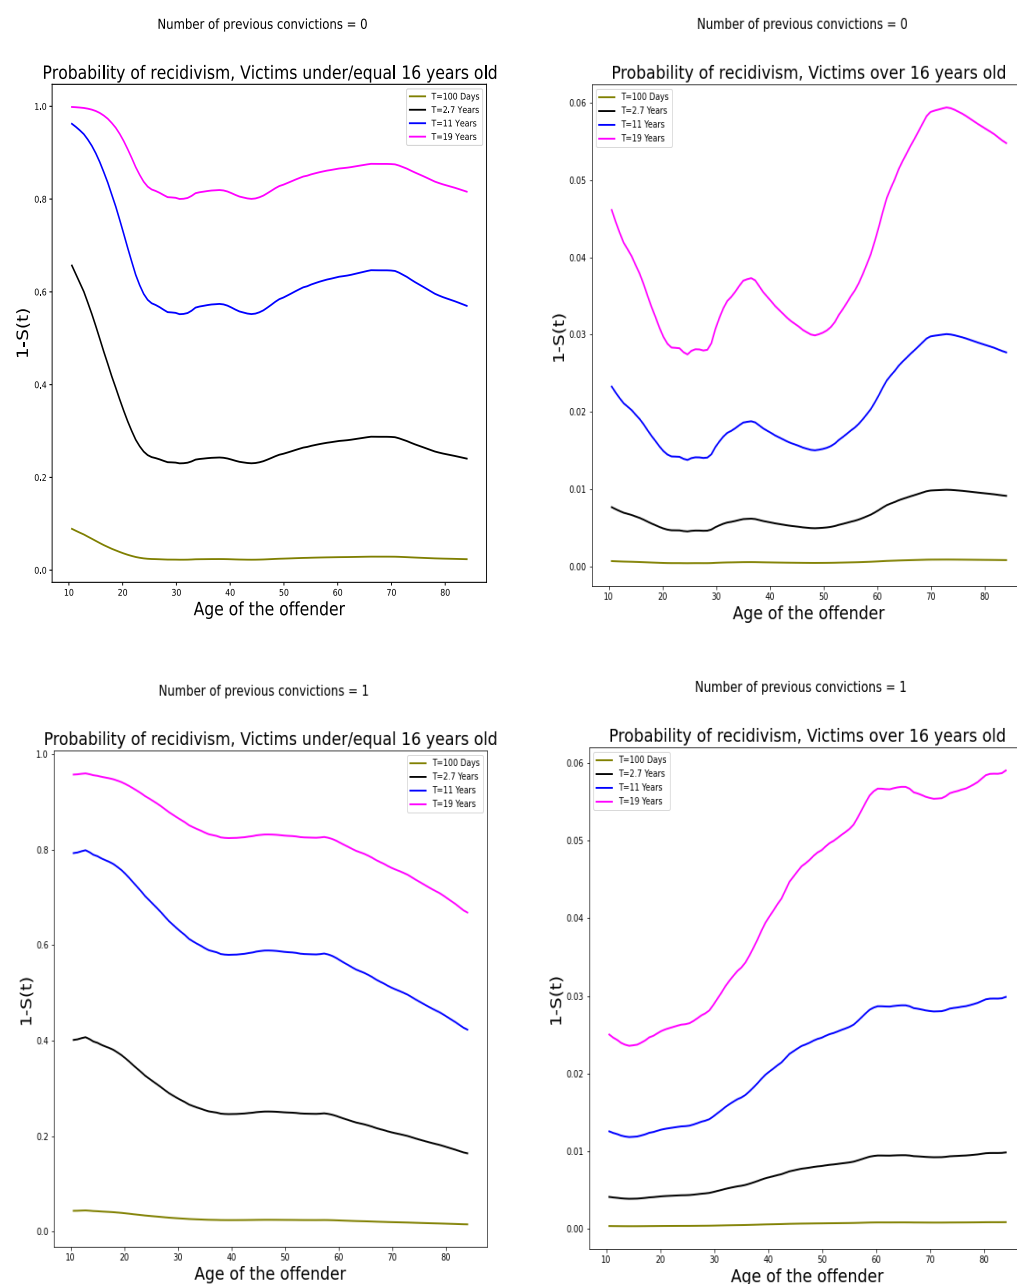 Number of previous convictions = 0
Probability of recidivism, Victims under/equal 16 years old
1.0
0.8
0.6
0.4
0.2
0.0
1-S(t)
T=100 Days
T=2.7 Years
T=11 Years
T=19 Years
10 20 30 40 50 60 70 80
Age of the offender
Number of previous convictions = 0
Probability of recidivism, Victims over 16 years old
0.06
0.05
0.04
0.03
0.02
0.01
0.00
1-S(t)
T=100 Days
T=2.7 Years
T=11 Years
T=19 Years
10 20 30 40 50 60 70 80
Age of the offender
Number of previous convictions = 1
Probability of recidivism, Victims under/equal 16 years old
1.0
0.8
0.6
0.4
0.2
0.0
1-S(t)
T=100 Days
T=2.7 Years
T=11 Years
T=19 Years
10 20 30 40 50 60 70 80
Age of the offender
Number of previous convictions = 1
Probability of recidivism, Victims over 16 years old
0.06
0.05
0.04
0.03
0.02
0.01
0.00
1-S(t)
T=100 Days
T=2.7 Years
T=11 Years
T=19 Years
10 20 30 40 50 60 70 80
Age of the offender